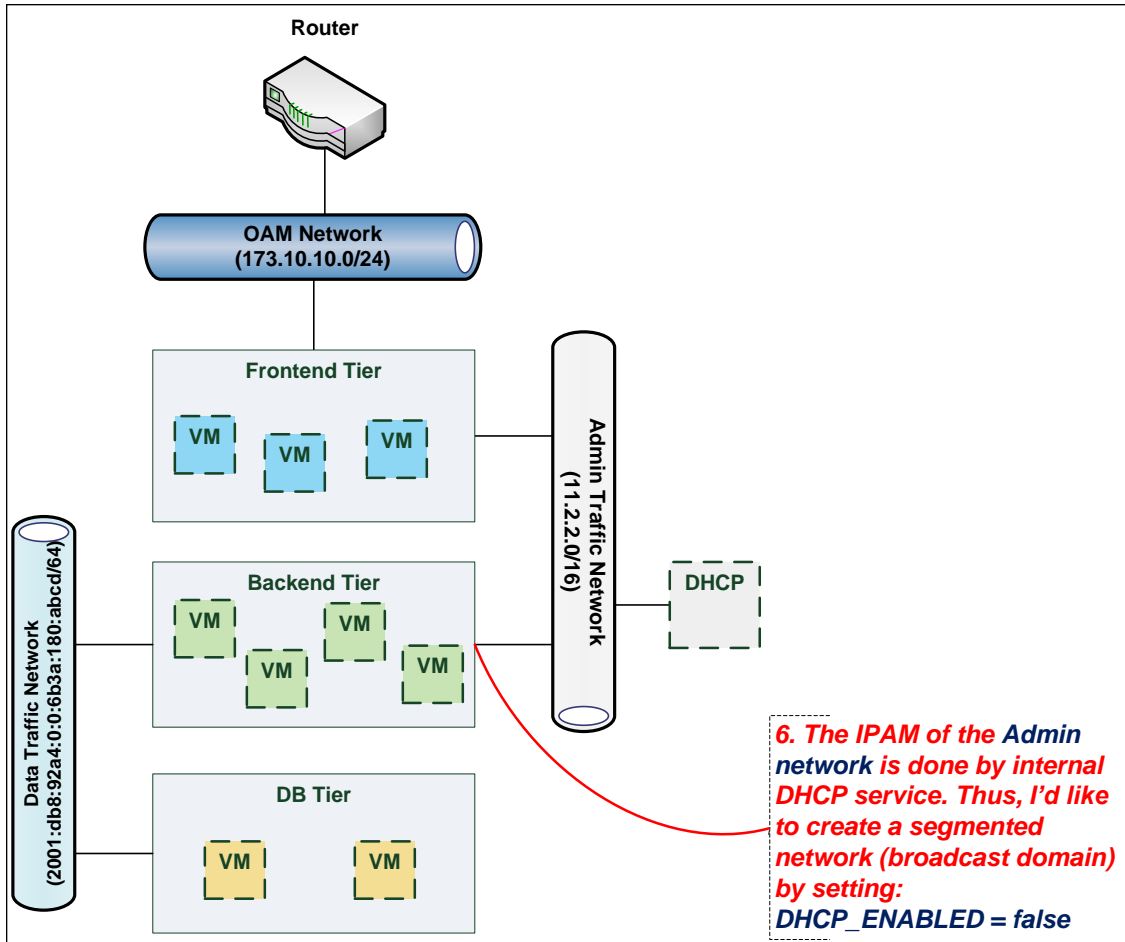 Router
OAM Network
(173.10.10.0/24)
Frontend Tier
VM
VM
VM
Admin Traffic Network
(11.2.2.0/16)
DHCP
Data Traffic Network
(2001:db8:92a4:0:0:6b3a:180:abcd/64)
Backend Tier
VM
VM
VM
VM
DB Tier
VM
VM
6. The IPAM of the Admin
network is done by internal
DHCP service. Thus, I'd like
to create a segmented
network (broadcast domain)
by setting:
DHCP_ENABLED = false